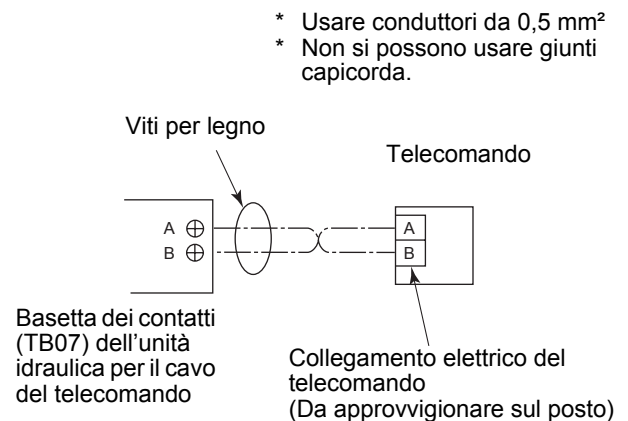 * Usare conduttori da 0,5 mm²
* Non si possono usare giunti
capicorda.
Viti per legno
Telecomando
A
B
A
B
Basetta dei contatti
(TB07) dell'unità
idraulica per il cavo
del telecomando
Collegamento elettrico del
telecomando
(Da approvvigionare sul posto)